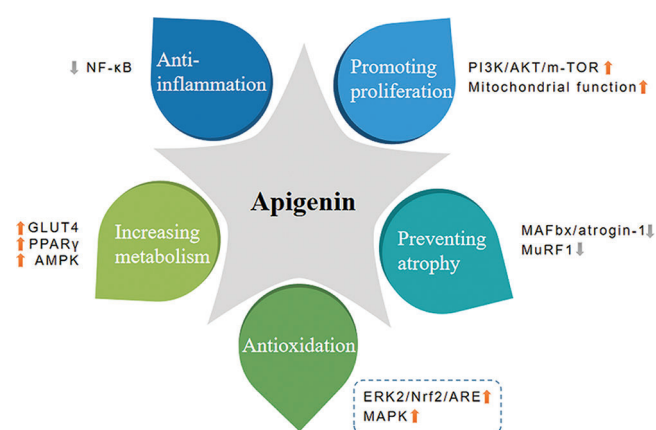 Anti-
inflammation
↓ NF-κB
Promoting
proliferation
PI3K/AKT/m-TOR ↑
Mitochondrial function ↑
Apigenin
↑ GLUT4
↑ PPARγ
↑ AMPK
Increasing
metabolism
Preventing
atrophy
MAFbx/atrogin-1 ↓
MuRF1 ↓
Antioxidation
ERK2/Nrf2/ARE ↑
MAPK ↑